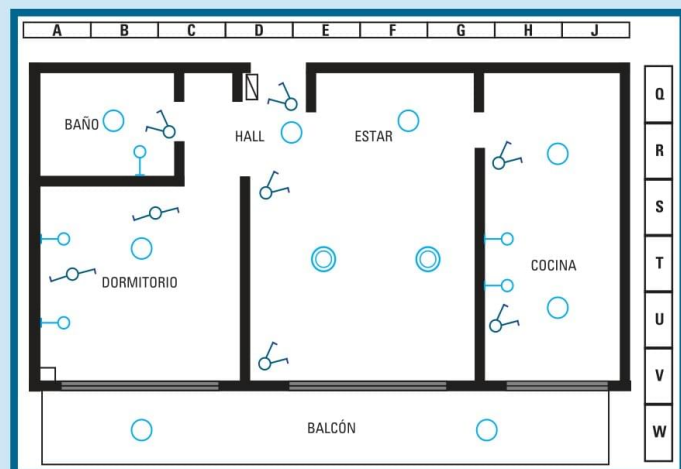 A B C D E F G H J
Q
R
S
T
U
V
W
BAÑO
HALL
ESTAR
DORMITORIO
COCINA
BALCÓN